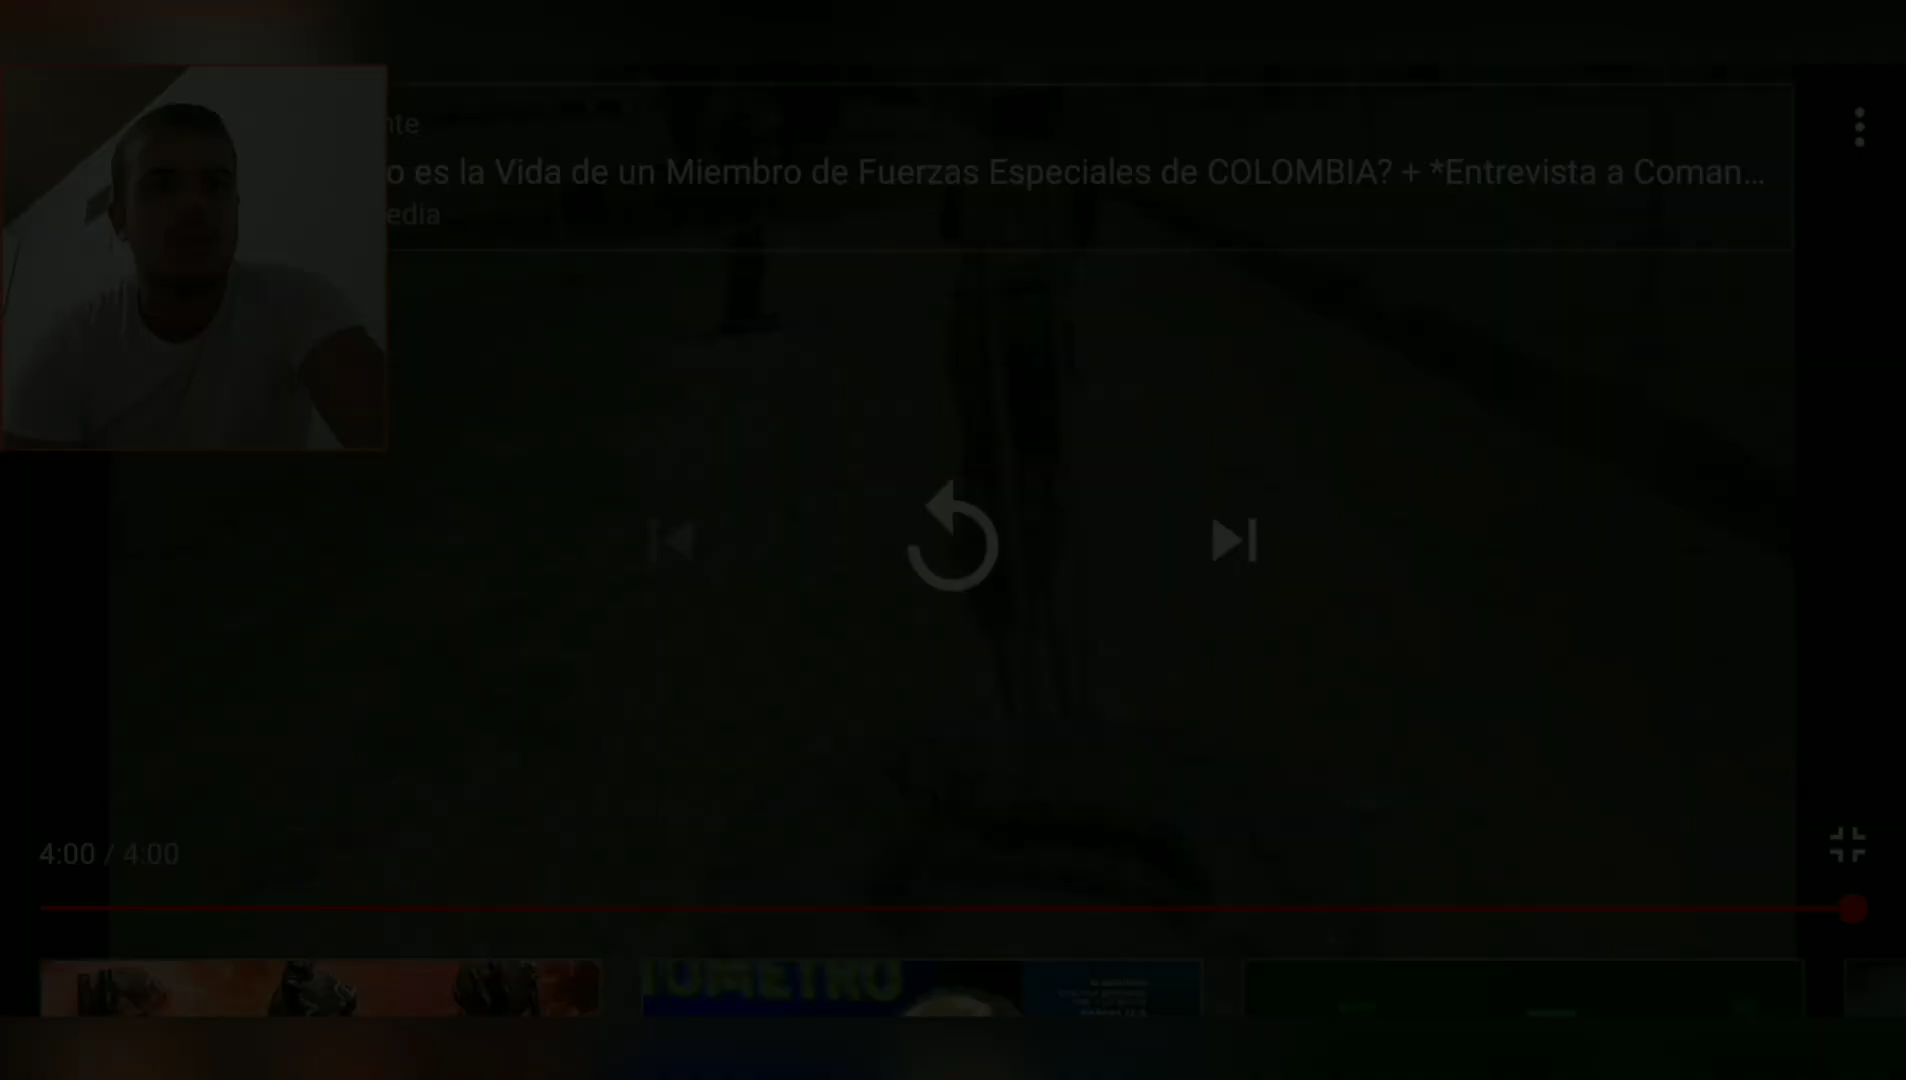 nte
o es la Vida de un Miembro de Fuerzas Especiales de COLOMBIA? + *Entrevista a Coman...
edia
4:00 / 4:00
TOMETRO